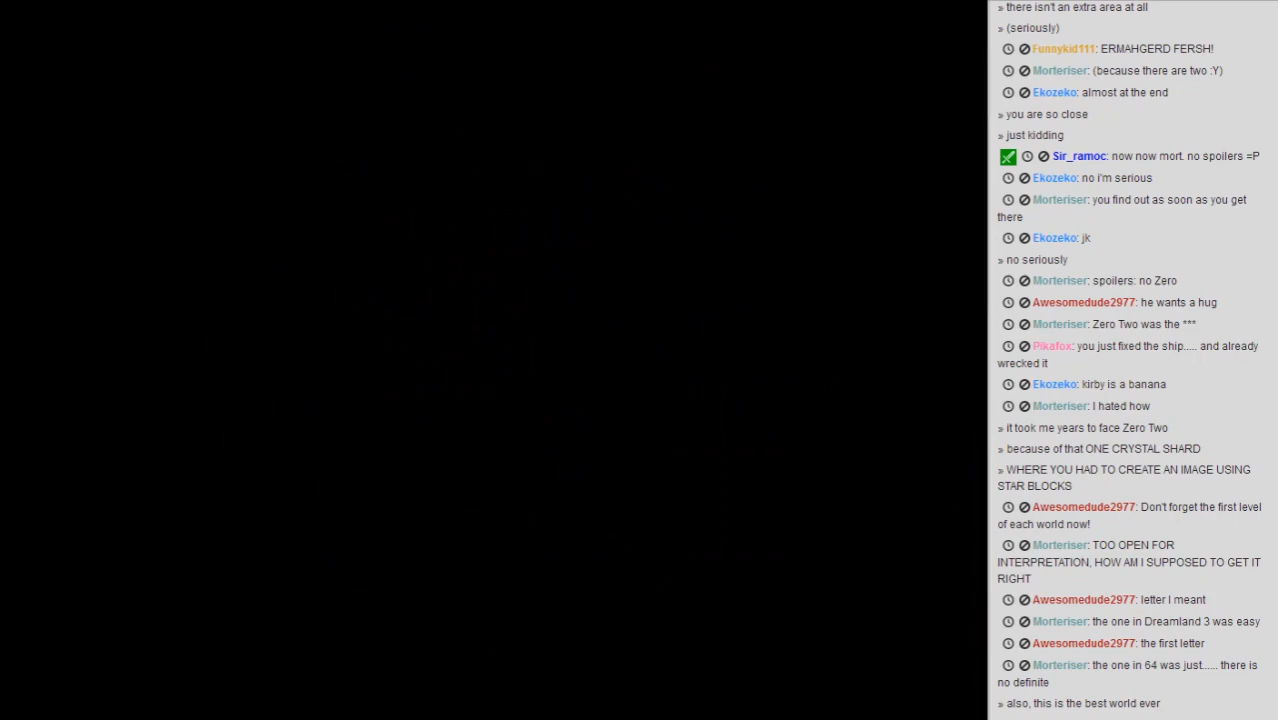 » there isn't an extra area at all
» (seriously)
Funnykid111: ERMAHGERD FERSH!
Morteriser: (because there are two :Y)
Ekozeko: almost at the end
» you are so close
» just kidding
Sir_ramoc: now now mort. no spoilers =P
Ekozeko: no i'm serious
Morteriser: you find out as soon as you get
there
Ekozeko: jk
» no seriously
Morteriser: spoilers: no Zero
Awesomedude2977: he wants a hug
Morteriser: Zero Two was the ***
Pikafox: you just fixed the ship..... and already
wrecked it
Ekozeko: kirby is a banana
Morteriser: I hated how
» it took me years to face Zero Two
» because of that ONE CRYSTAL SHARD
» WHERE YOU HAD TO CREATE AN IMAGE USING
STAR BLOCKS
Awesomedude2977: Don't forget the first level
of each world now!
Morteriser: TOO OPEN FOR
INTERPRETATION, HOW AM I SUPPOSED TO GET IT
RIGHT
Awesomedude2977: letter I meant
Morteriser: the one in Dreamland 3 was easy
Awesomedude2977: the first letter
Morteriser: the one in 64 was just...... there is
no definite
» also, this is the best world ever